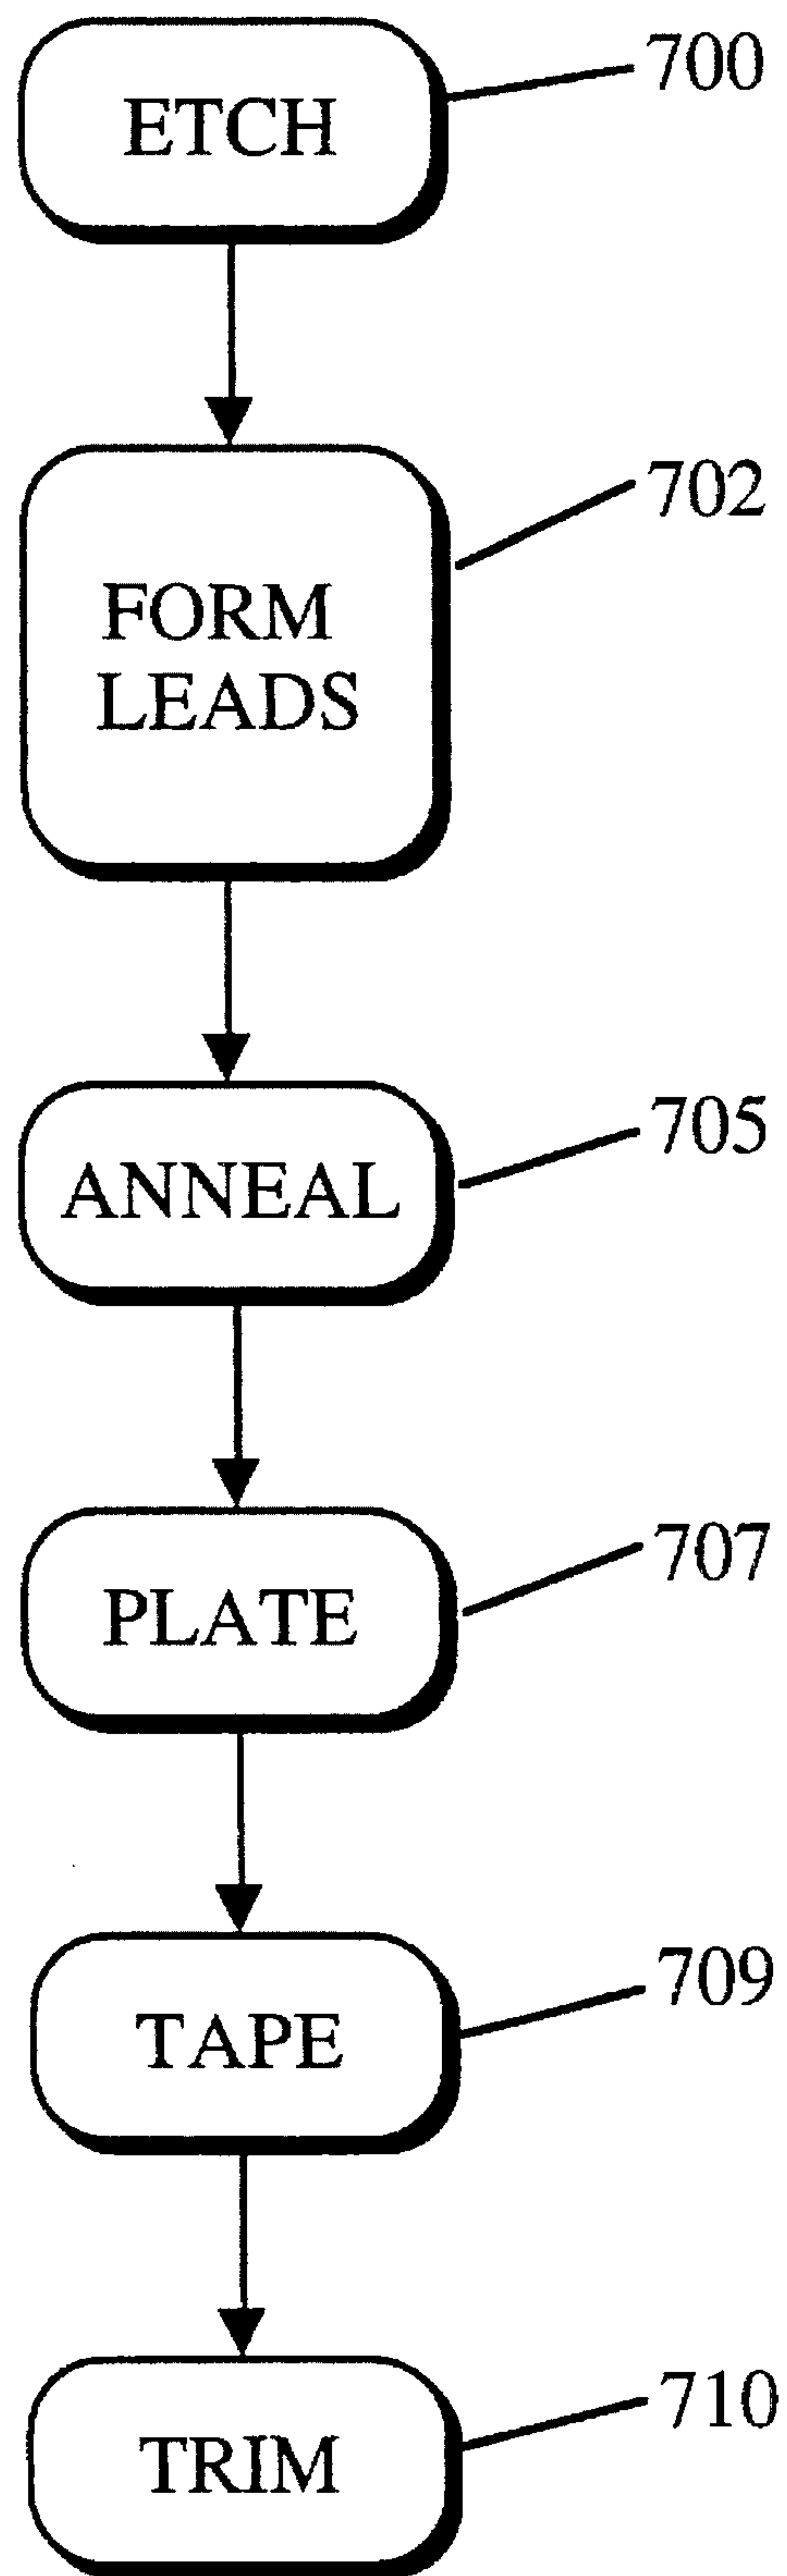 ETCH
700
FORM
LEADS
702
ANNEAL
705
PLATE
707
TAPE
709
TRIM
710